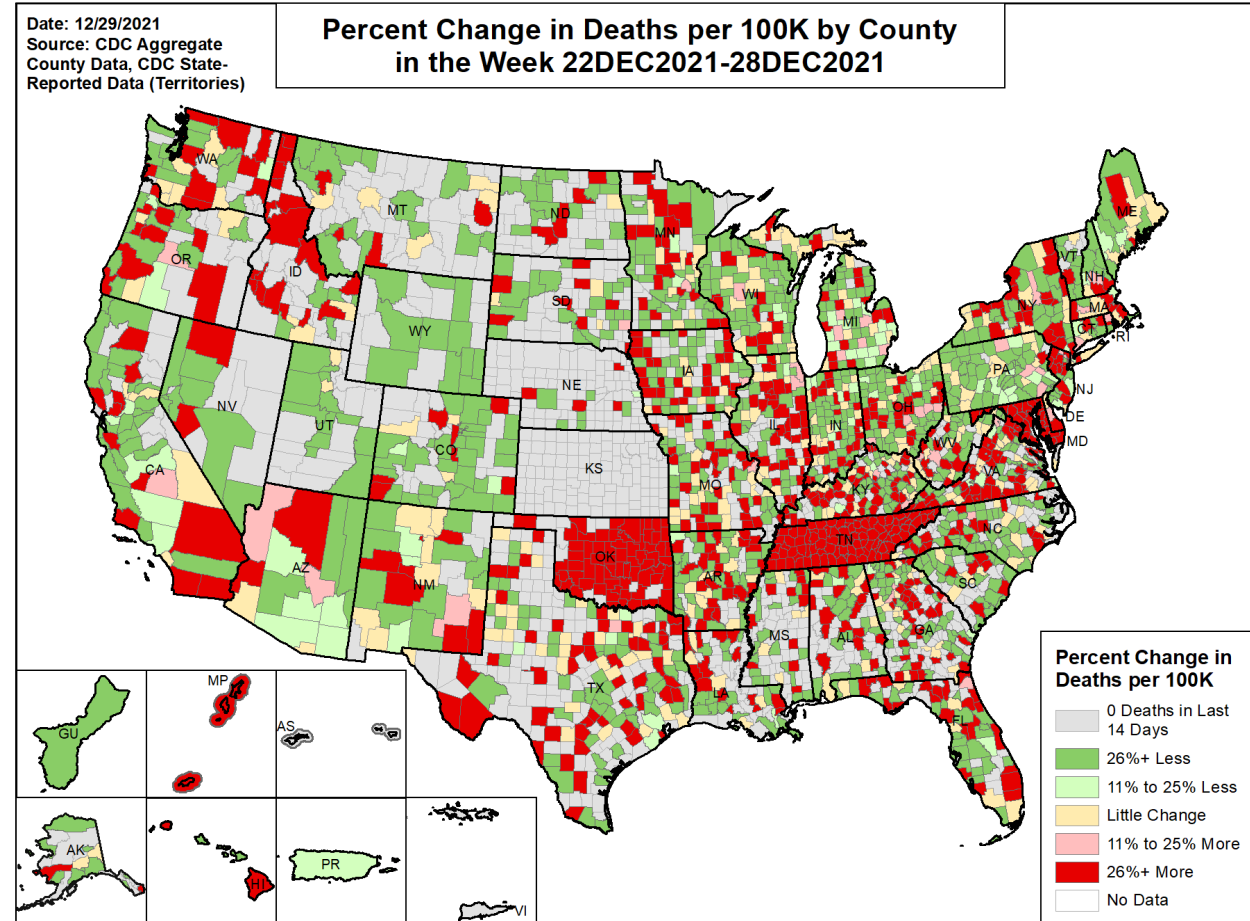 Date: 12/29/2021
Source: CDC Aggregate
County Data, CDC State-
Reported Data (Territories)
Percent Change in Deaths per 100K by County
in the Week 22DEC2021-28DEC2021
WA
MT
ND
MN
ME
OR
ID
SD
WI
MI
VT
NH
NY
MA
CT
RI
WY
IA
PA
NJ
NE
NV
UT
CO
IL
IN
OH
DE
MD
WV
VA
CA
KS
MO
KY
AZ
NM
OK
AR
TN
NC
SC
MS
AL
GA
TX
LA
FL
MP
GU
AS
AK
HI
PR
VI
Percent Change in
Deaths per 100K
0 Deaths in Last
14 Days
26%+ Less
11% to 25% Less
Little Change
11% to 25% More
26%+ More
No Data